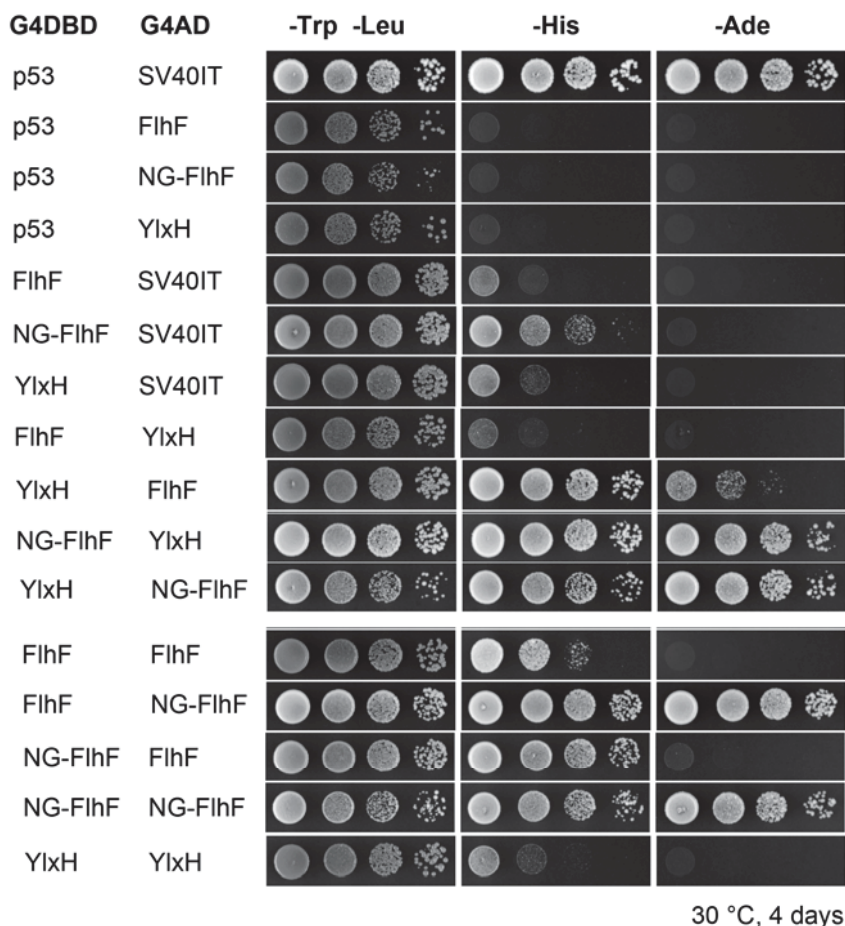 G4DBD G4AD -Trp -Leu -His -Ade
p53 SV40IT
p53 FlhF
p53 NG-FlhF
p53 YlxH
FlhF SV40IT
NG-FlhF SV40IT
YlxH SV40IT
FlhF YlxH
YlxH FlhF
NG-FlhF YlxH
YlxH NG-FlhF
FlhF FlhF
FlhF NG-FlhF
NG-FlhF FlhF
NG-FlhF NG-FlhF
YlxH YlxH
30 °C, 4 days